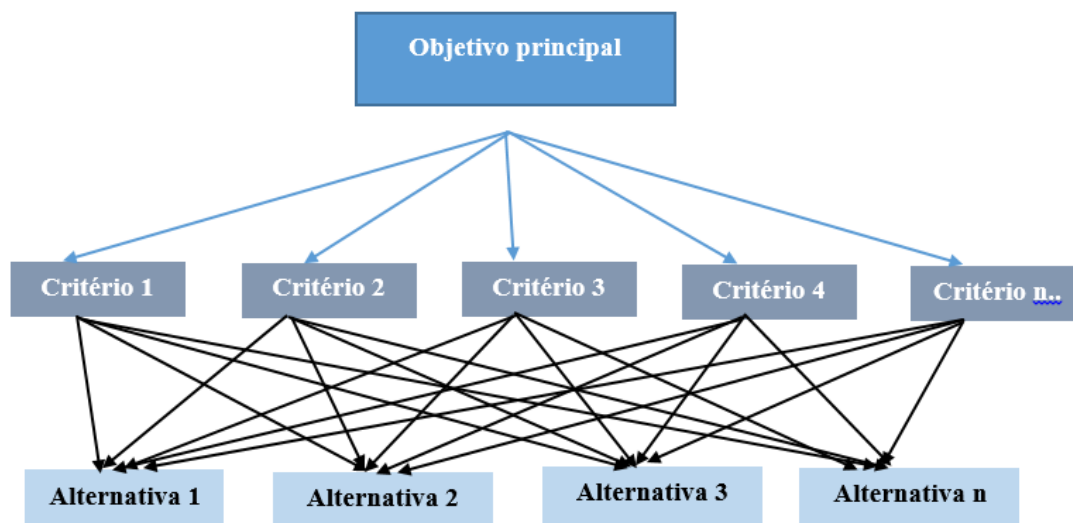 Objetivo principal
Critério 1
Critério 2
Critério 3
Critério 4
Critério n..
Alternativa 1
Alternativa 2
Alternativa 3
Alternativa n